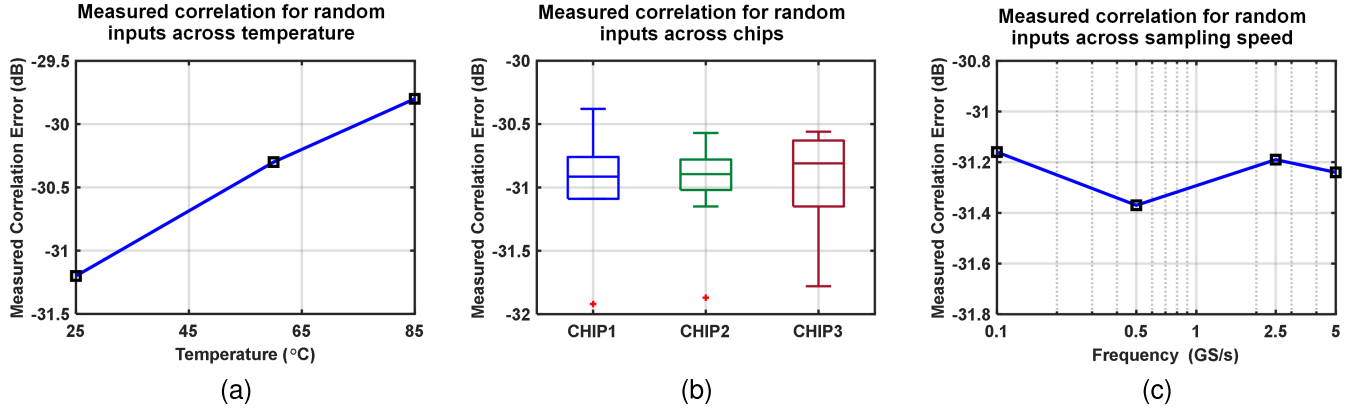 Measured correlation for random
inputs across temperature
Measured Correlation Error (dB)
-29.5
-30
-30.5
-31
-31.5
25
45
65
85
Temperature (°C)
(a)
Measured correlation for random
inputs across chips
Measured Correlation Error (dB)
-30
-30.5
-31
-31.5
-32
CHIP1
CHIP2
CHIP3
(b)
Measured correlation for random
inputs across sampling speed
Measured Correlation Error (dB)
-30.8
-31
-31.2
-31.4
-31.6
-31.8
0.1
0.5
1
2.5
5
Frequency (GS/s)
(c)